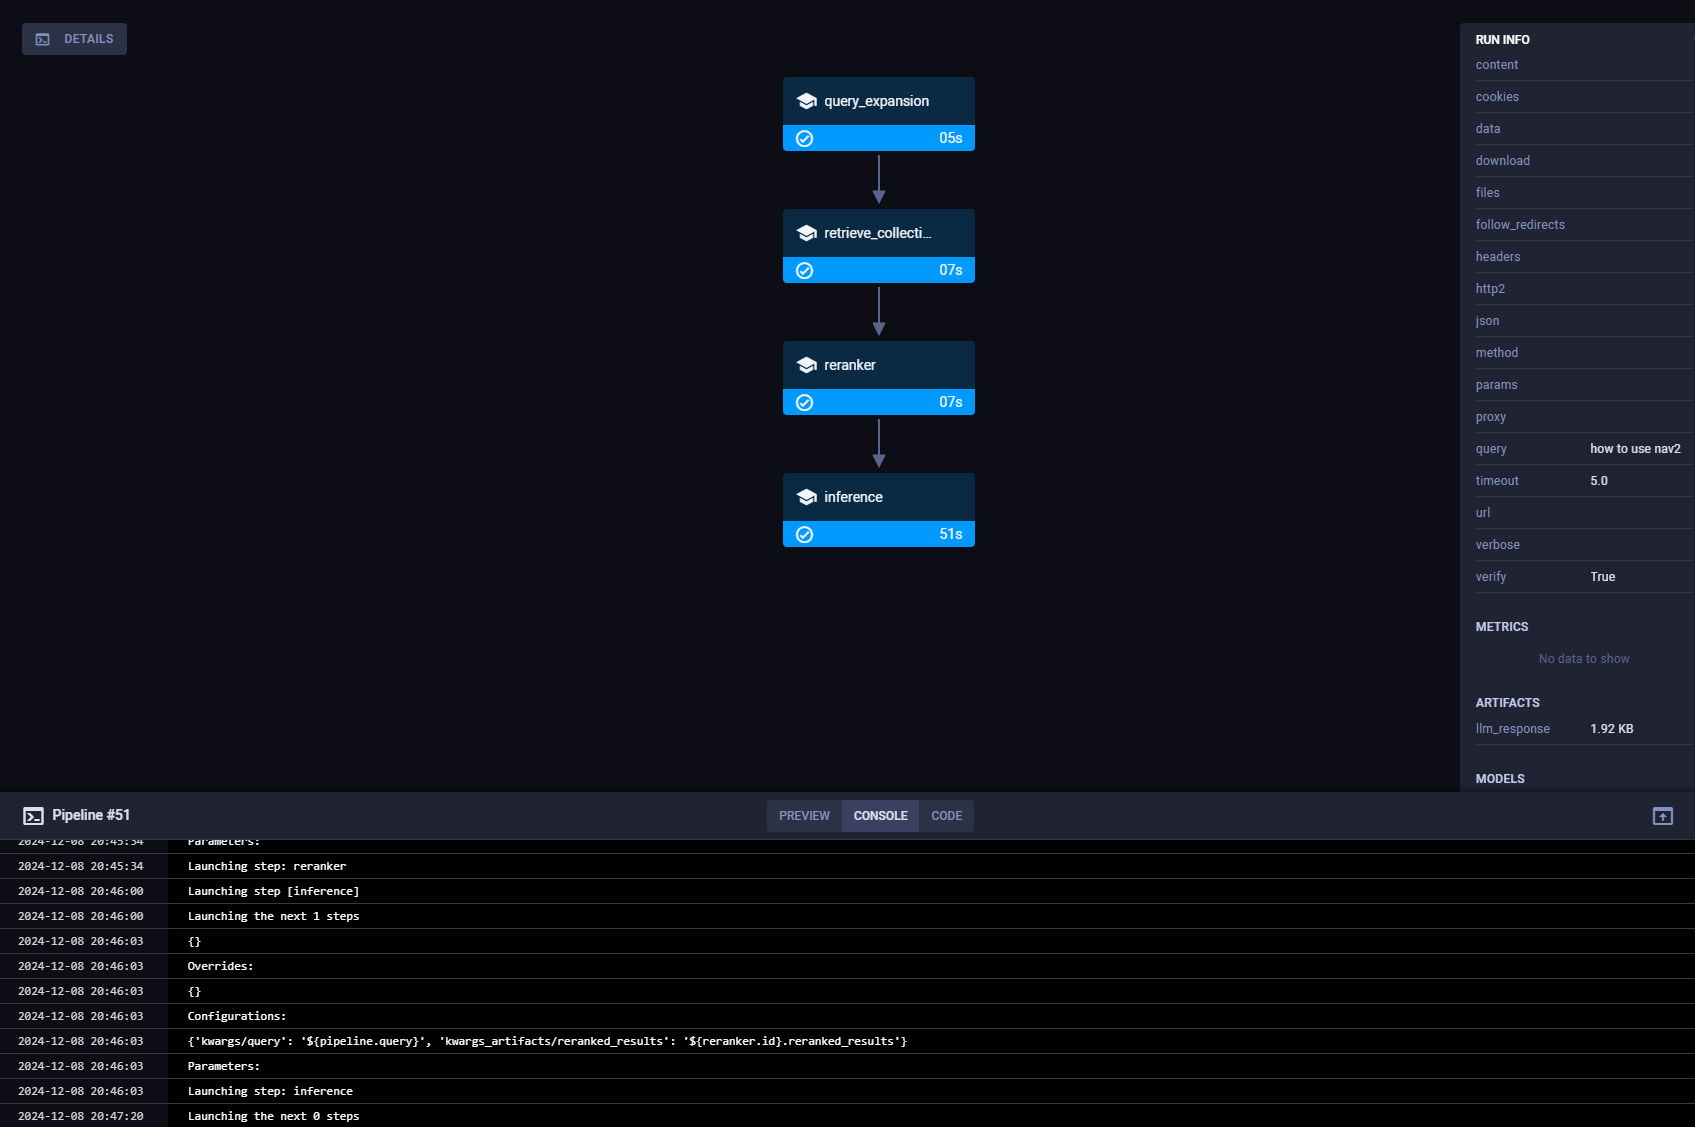 DETAILS
query_expansion
05s
retrieve_collecti...
07s
reranker
07s
inference
51s
RUN INFO
content
cookies
data
download
files
follow_redirects
headers
http2
json
method
params
proxy
query how to use nav2
timeout 5.0
url
verbose
verify True
METRICS
No data to show
ARTIFACTS
llm_response 1.92 KB
MODELS
Pipeline #51
PREVIEW CONSOLE CODE
2024-12-08 20:45:34 Parameters:
2024-12-08 20:45:34 Launching step: reranker
2024-12-08 20:46:00 Launching step [inference]
2024-12-08 20:46:00 Launching the next 1 steps
2024-12-08 20:46:03 {}
2024-12-08 20:46:03 Overrides:
2024-12-08 20:46:03 {}
2024-12-08 20:46:03 Configurations:
2024-12-08 20:46:03 {'kwargs/query': '${pipeline.query}', 'kwargs_artifacts/reranked_results': '${reranker.id}.reranked_results'}
2024-12-08 20:46:03 Parameters:
2024-12-08 20:46:03 Launching step: inference
2024-12-08 20:47:20 Launching the next 0 steps